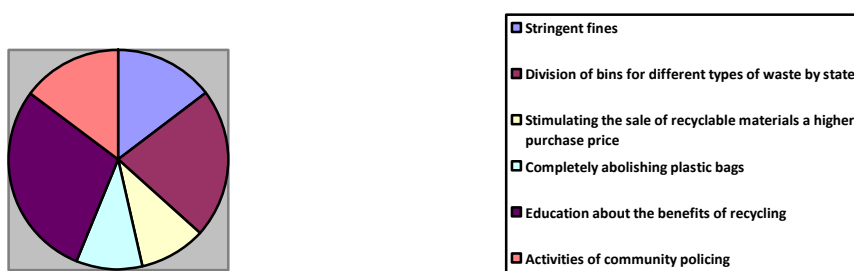 Stringent fines
Division of bins for different types of waste by state
Stimulating the sale of recyclable materials a higher
purchase price
Completely abolishing plastic bags
Education about the benefits of recycling
Activities of community policing